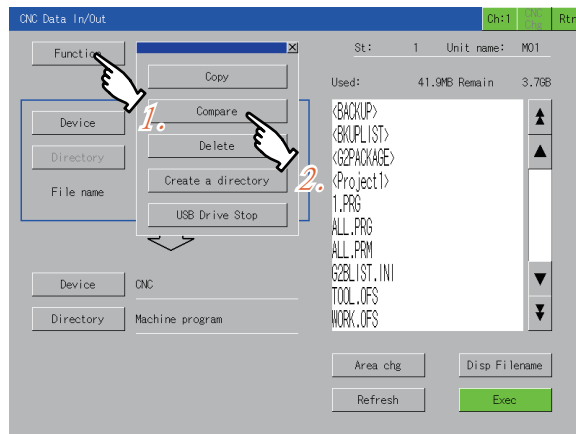 CNC Data In/Out
Ch:1
CNC Chg
Rtn
Function
Copy
Compare
Delete
Create a directory
USB Drive Stop
1.
2.
Device
Directory
File name
Device
CNC
Directory
Machine program
St: 1 Unit name: M01
Used: 41.9MB Remain 3.7GB
<BACKUP>
<BKUPLIST>
<G2PACKAGE>
<Project1>
1.PRG
ALL.PRG
ALL.PRM
G2BLIST.INI
TOOL.OFS
WORK.OFS
Area chg
Disp Filename
Refresh
Exec